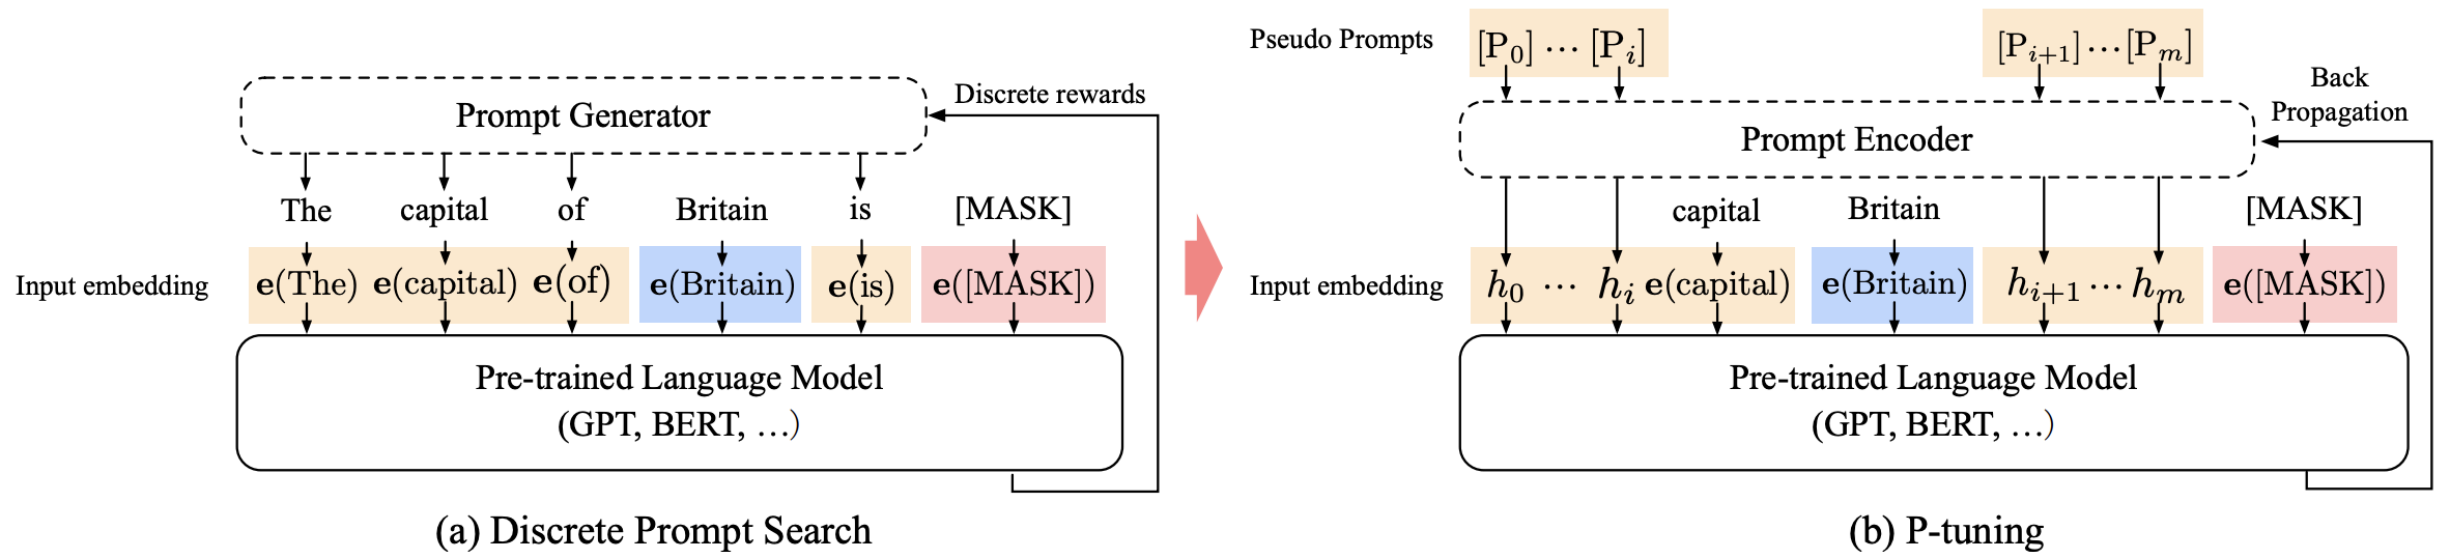 Prompt Generator
Discrete rewards
The capital of Britain is [MASK]
Input embedding e(The) e(capital) e(of) e(Britain) e(is) e([MASK])
Pre-trained Language Model
(GPT, BERT, …)
(a) Discrete Prompt Search
Pseudo Prompts [P₀] ⋯ [Pᵢ] [Pᵢ₊₁] ⋯ [Pₘ]
Back
Propagation
Prompt Encoder
capital Britain [MASK]
Input embedding h₀ ⋯ hᵢ e(capital) e(Britain) hᵢ₊₁ ⋯ hₘ e([MASK])
Pre-trained Language Model
(GPT, BERT, …)
(b) P-tuning